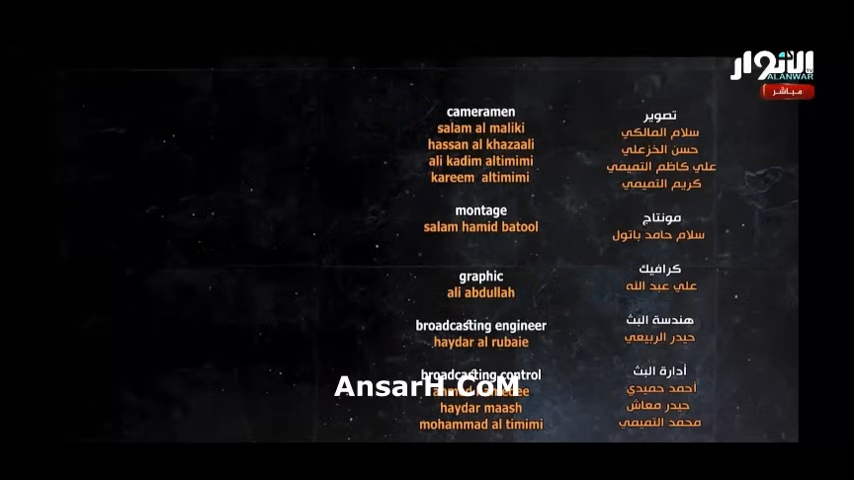 الأنوار
ALANWAR
مباشر
cameramen
salam al maliki
hassan al khazaali
ali kadim altimimi
kareem altimimi
montage
salam hamid batool
graphic
ali abdullah
broadcasting engineer
haydar al rubaie
broadcasting control
haydar maash
mohammad al timimi
تصوير
سلام المالكي
حسن الخزعلي
علي كاظم التميمي
كريم التميمي
مونتاج
سلام حامد باتول
كرافيك
علي عبد الله
هندسة البث
حيدر الربيعي
أدارة البث
أحمد حميدي
حيدر معاش
محمد التميمي
AnsarH.CoM